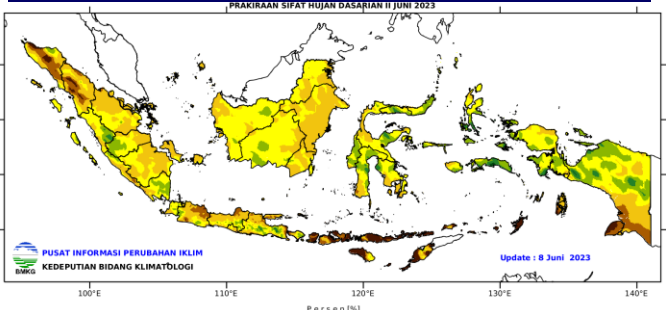 PRAKIRAAN SIFAT HUJAN DASARIAN II JUNI 2023
PUSAT INFORMASI PERUBAHAN IKLIM
KEDEPUTIAN BIDANG KLIMATOLOGI
BMKG
Update : 8 Juni 2023
100°E 110°E 120°E 130°E 140°E
Persen [%]